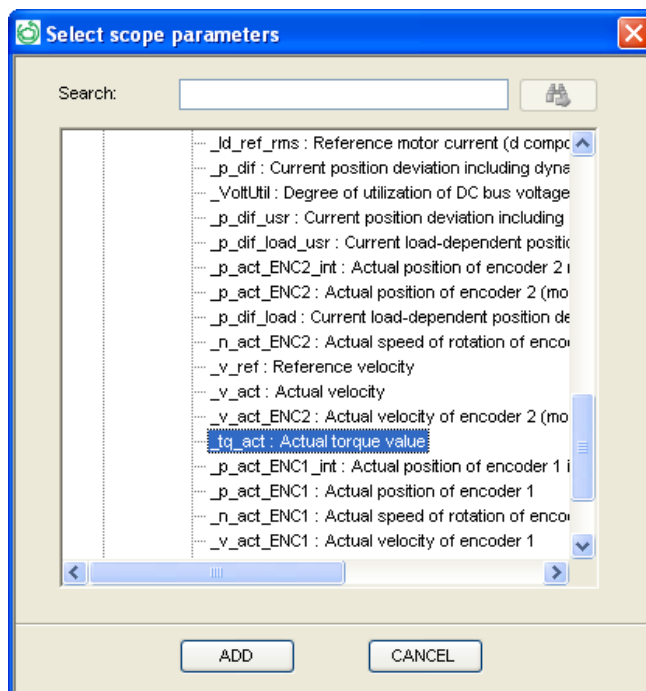 Select scope parameters
Search:
_Id_ref_rms : Reference motor current (d compo
_p_dif : Current position deviation including dyna
_VoltUtil : Degree of utilization of DC bus voltage
_p_dif_usr : Current position deviation including
_p_dif_load_usr : Current load-dependent positio
_p_act_ENC2_int : Actual position of encoder 2 i
_p_act_ENC2 : Actual position of encoder 2 (mo
_p_dif_load : Current load-dependent position de
_n_act_ENC2 : Actual speed of rotation of enco
_v_ref : Reference velocity
_v_act : Actual velocity
_v_act_ENC2 : Actual velocity of encoder 2 (mo
_tq_act : Actual torque value
_p_act_ENC1_int : Actual position of encoder 1 i
_p_act_ENC1 : Actual position of encoder 1
_n_act_ENC1 : Actual speed of rotation of enco
_v_act_ENC1 : Actual velocity of encoder 1
ADD CANCEL